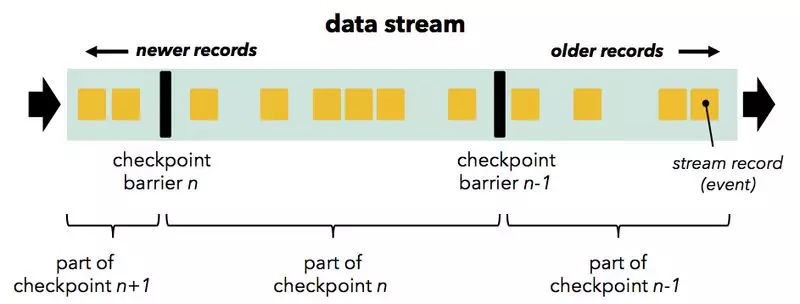 data stream
newer records
older records
checkpoint
barrier n
checkpoint
barrier n-1
stream record
(event)
part of
checkpoint n+1
part of
checkpoint n
part of
checkpoint n-1